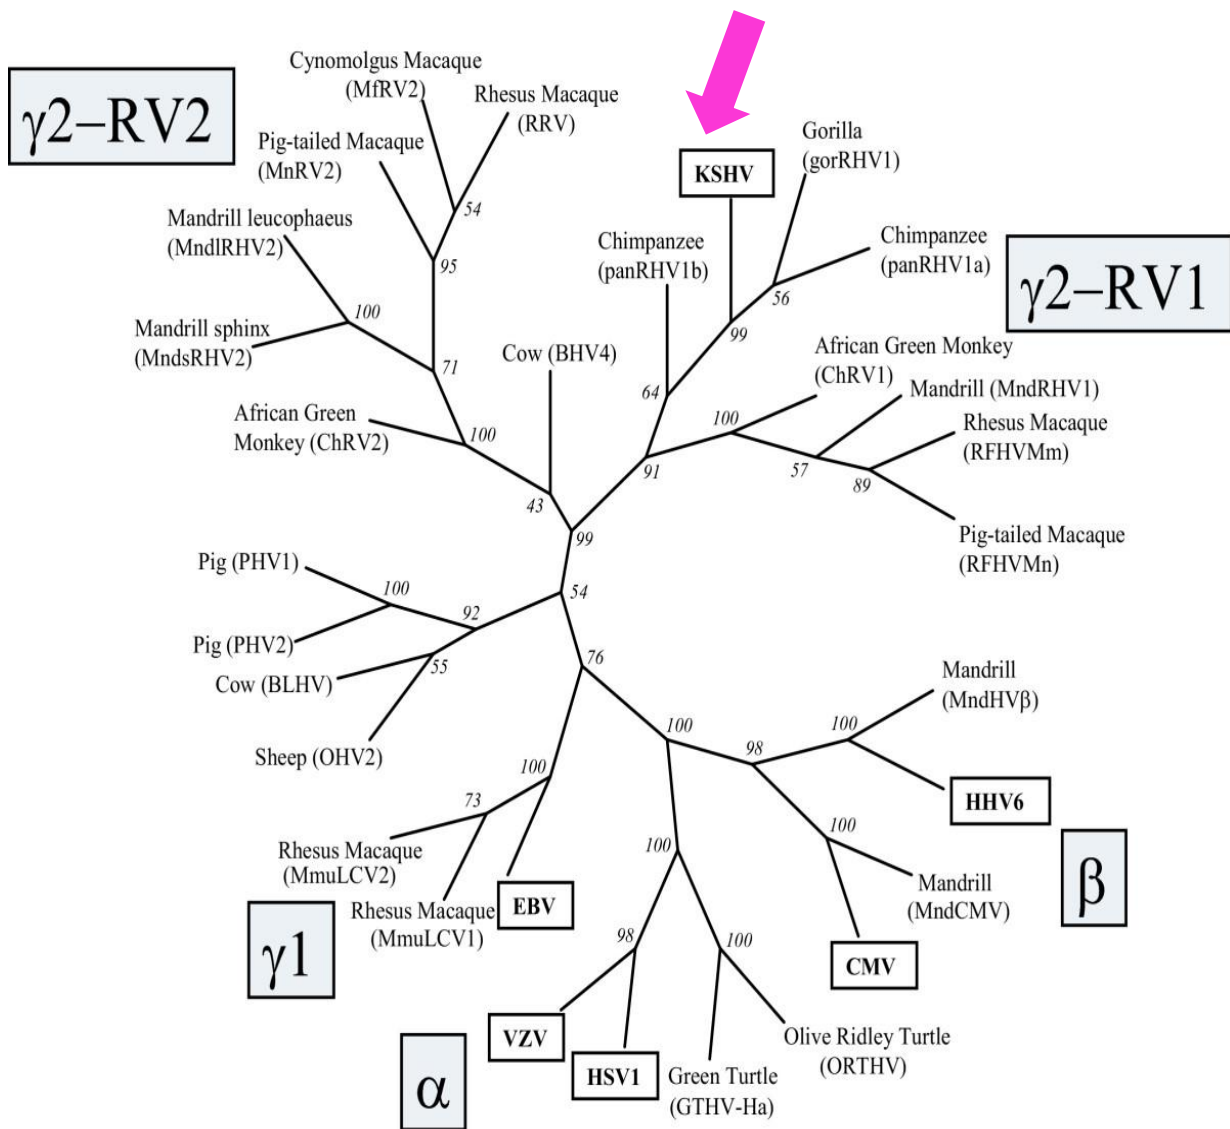 Cynomolgus Macaque
(MfRV2)
Rhesus Macaque
(RRV)
γ2–RV2
Pig-tailed Macaque
(MnRV2)
54
95
Mandrill leucophaeus
(MndlRHV2)
100
Mandrill sphinx
(MndsRHV2)
71
African Green
Monkey (ChRV2)
100
Cow (BHV4)
43
KSHV
Gorilla
(gorRHV1)
Chimpanzee
(panRHV1b)
Chimpanzee
(panRHV1a)
γ2–RV1
56
99
64
African Green Monkey
(ChRV1)
100
Mandrill (MndRHV1)
Rhesus Macaque
(RFHVMm)
91
57
89
Pig-tailed Macaque
(RFHVMn)
99
54
Pig (PHV1)
100
92
Pig (PHV2)
Cow (BLHV)
55
Sheep (OHV2)
76
100
98
100
Mandrill
(MndHVβ)
HHV6
100
Mandrill
(MndCMV)
CMV
β
100
73
Rhesus Macaque
(MmuLCV2)
Rhesus Macaque
(MmuLCV1)
EBV
γ1
100
98
100
VZV
HSV1
Green Turtle
(GTHV-Ha)
Olive Ridley Turtle
(ORTHV)
α